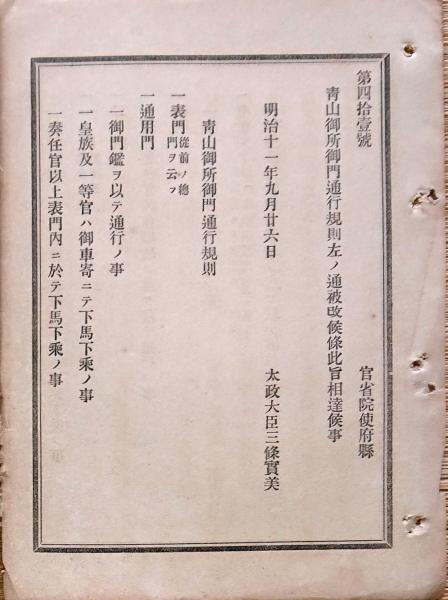 第四拾壹號
官省院使府縣
靑山御所御門通行規則左ノ通被改候條此旨相達候事
明治十一年九月廿六日
太政大臣三條實美
靑山御所御門通行規則
一表門從前ノ總門ヲ云フ
一通用門
一御門鑑ヲ以テ通行ノ事
一皇族及一等官ハ御車寄ニテ下馬下乘ノ事
一奏任官以上表門內ニ於テ下馬下乘ノ事